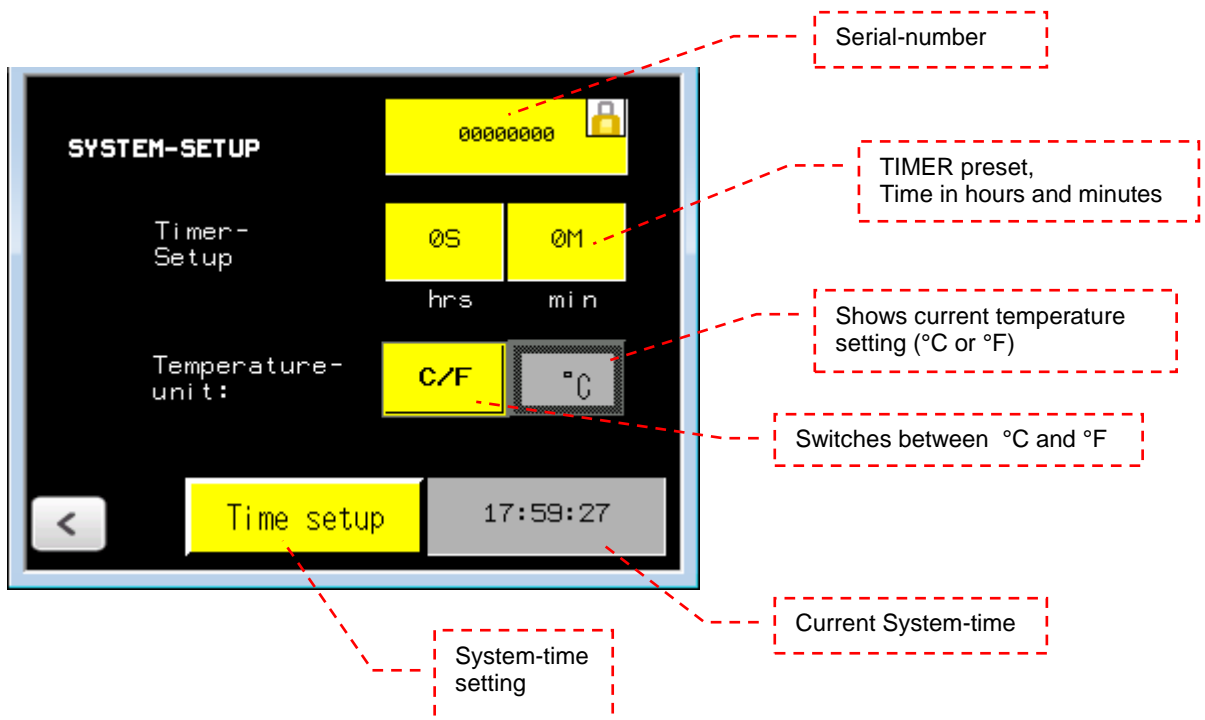 Serial-number
00000000
SYSTEM-SETUP
TIMER preset,
Time in hours and minutes
Timer-
Setup
0S
0M
hrs
min
Shows current temperature
setting (°C or °F)
Temperature-
unit:
C/F
°C
Switches between °C and °F
<
Time setup
17:59:27
Current System-time
System-time
setting